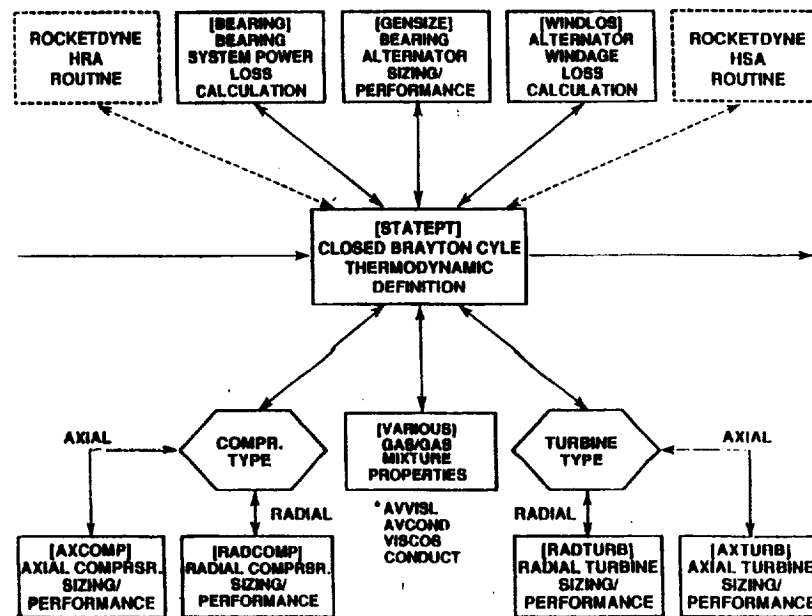 ROCKETDYNE
HRA
ROUTINE
[BEARING]
BEARING
SYSTEM POWER
LOSS
CALCULATION
[GENSIZE]
BEARING
ALTERNATOR
SIZING/
PERFORMANCE
[WINDLOS]
ALTERNATOR
WINDAGE
LOSS
CALCULATION
ROCKETDYNE
HSA
ROUTINE
[STATEPT]
CLOSED BRAYTON CYLE
THERMODYNAMIC
DEFINITION
AXIAL
COMPR.
TYPE
[VARIOUS]
GAS/GAS
MIXTURE
PROPERTIES
TURBINE
TYPE
AXIAL
RADIAL
* AVVISL
AVCOND
VISCOS
CONDUCT
RADIAL
[AXCOMP]
AXIAL COMPRSR.
SIZING/
PERFORMANCE
[RADCOMP]
RADIAL COMPRSR.
SIZING/
PERFORMANCE
[RADTURB]
RADIAL TURBINE
SIZING/
PERFORMANCE
[AXTURB]
AXIAL TURBINE
SIZING/
PERFORMANCE